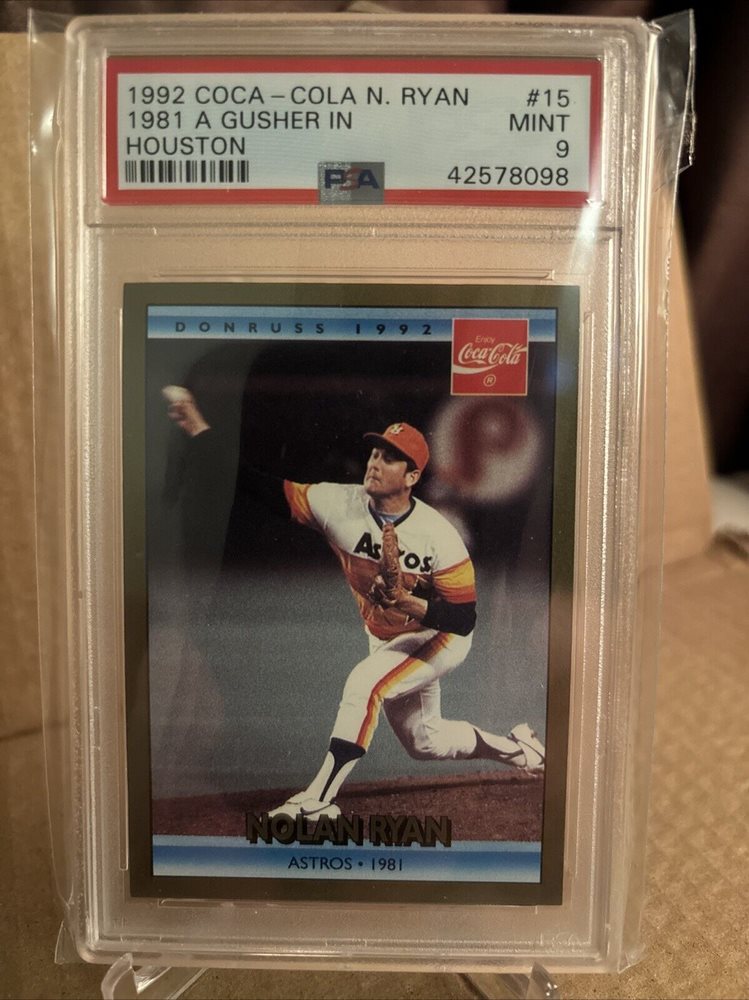 1992 COCA-COLA N. RYAN #15
1981 A GUSHER IN MINT
HOUSTON 9
PSA 42578098
DONRUSS 1992
Enjoy
Coca-Cola
®
P
Astros
NOLAN RYAN
ASTROS • 1981